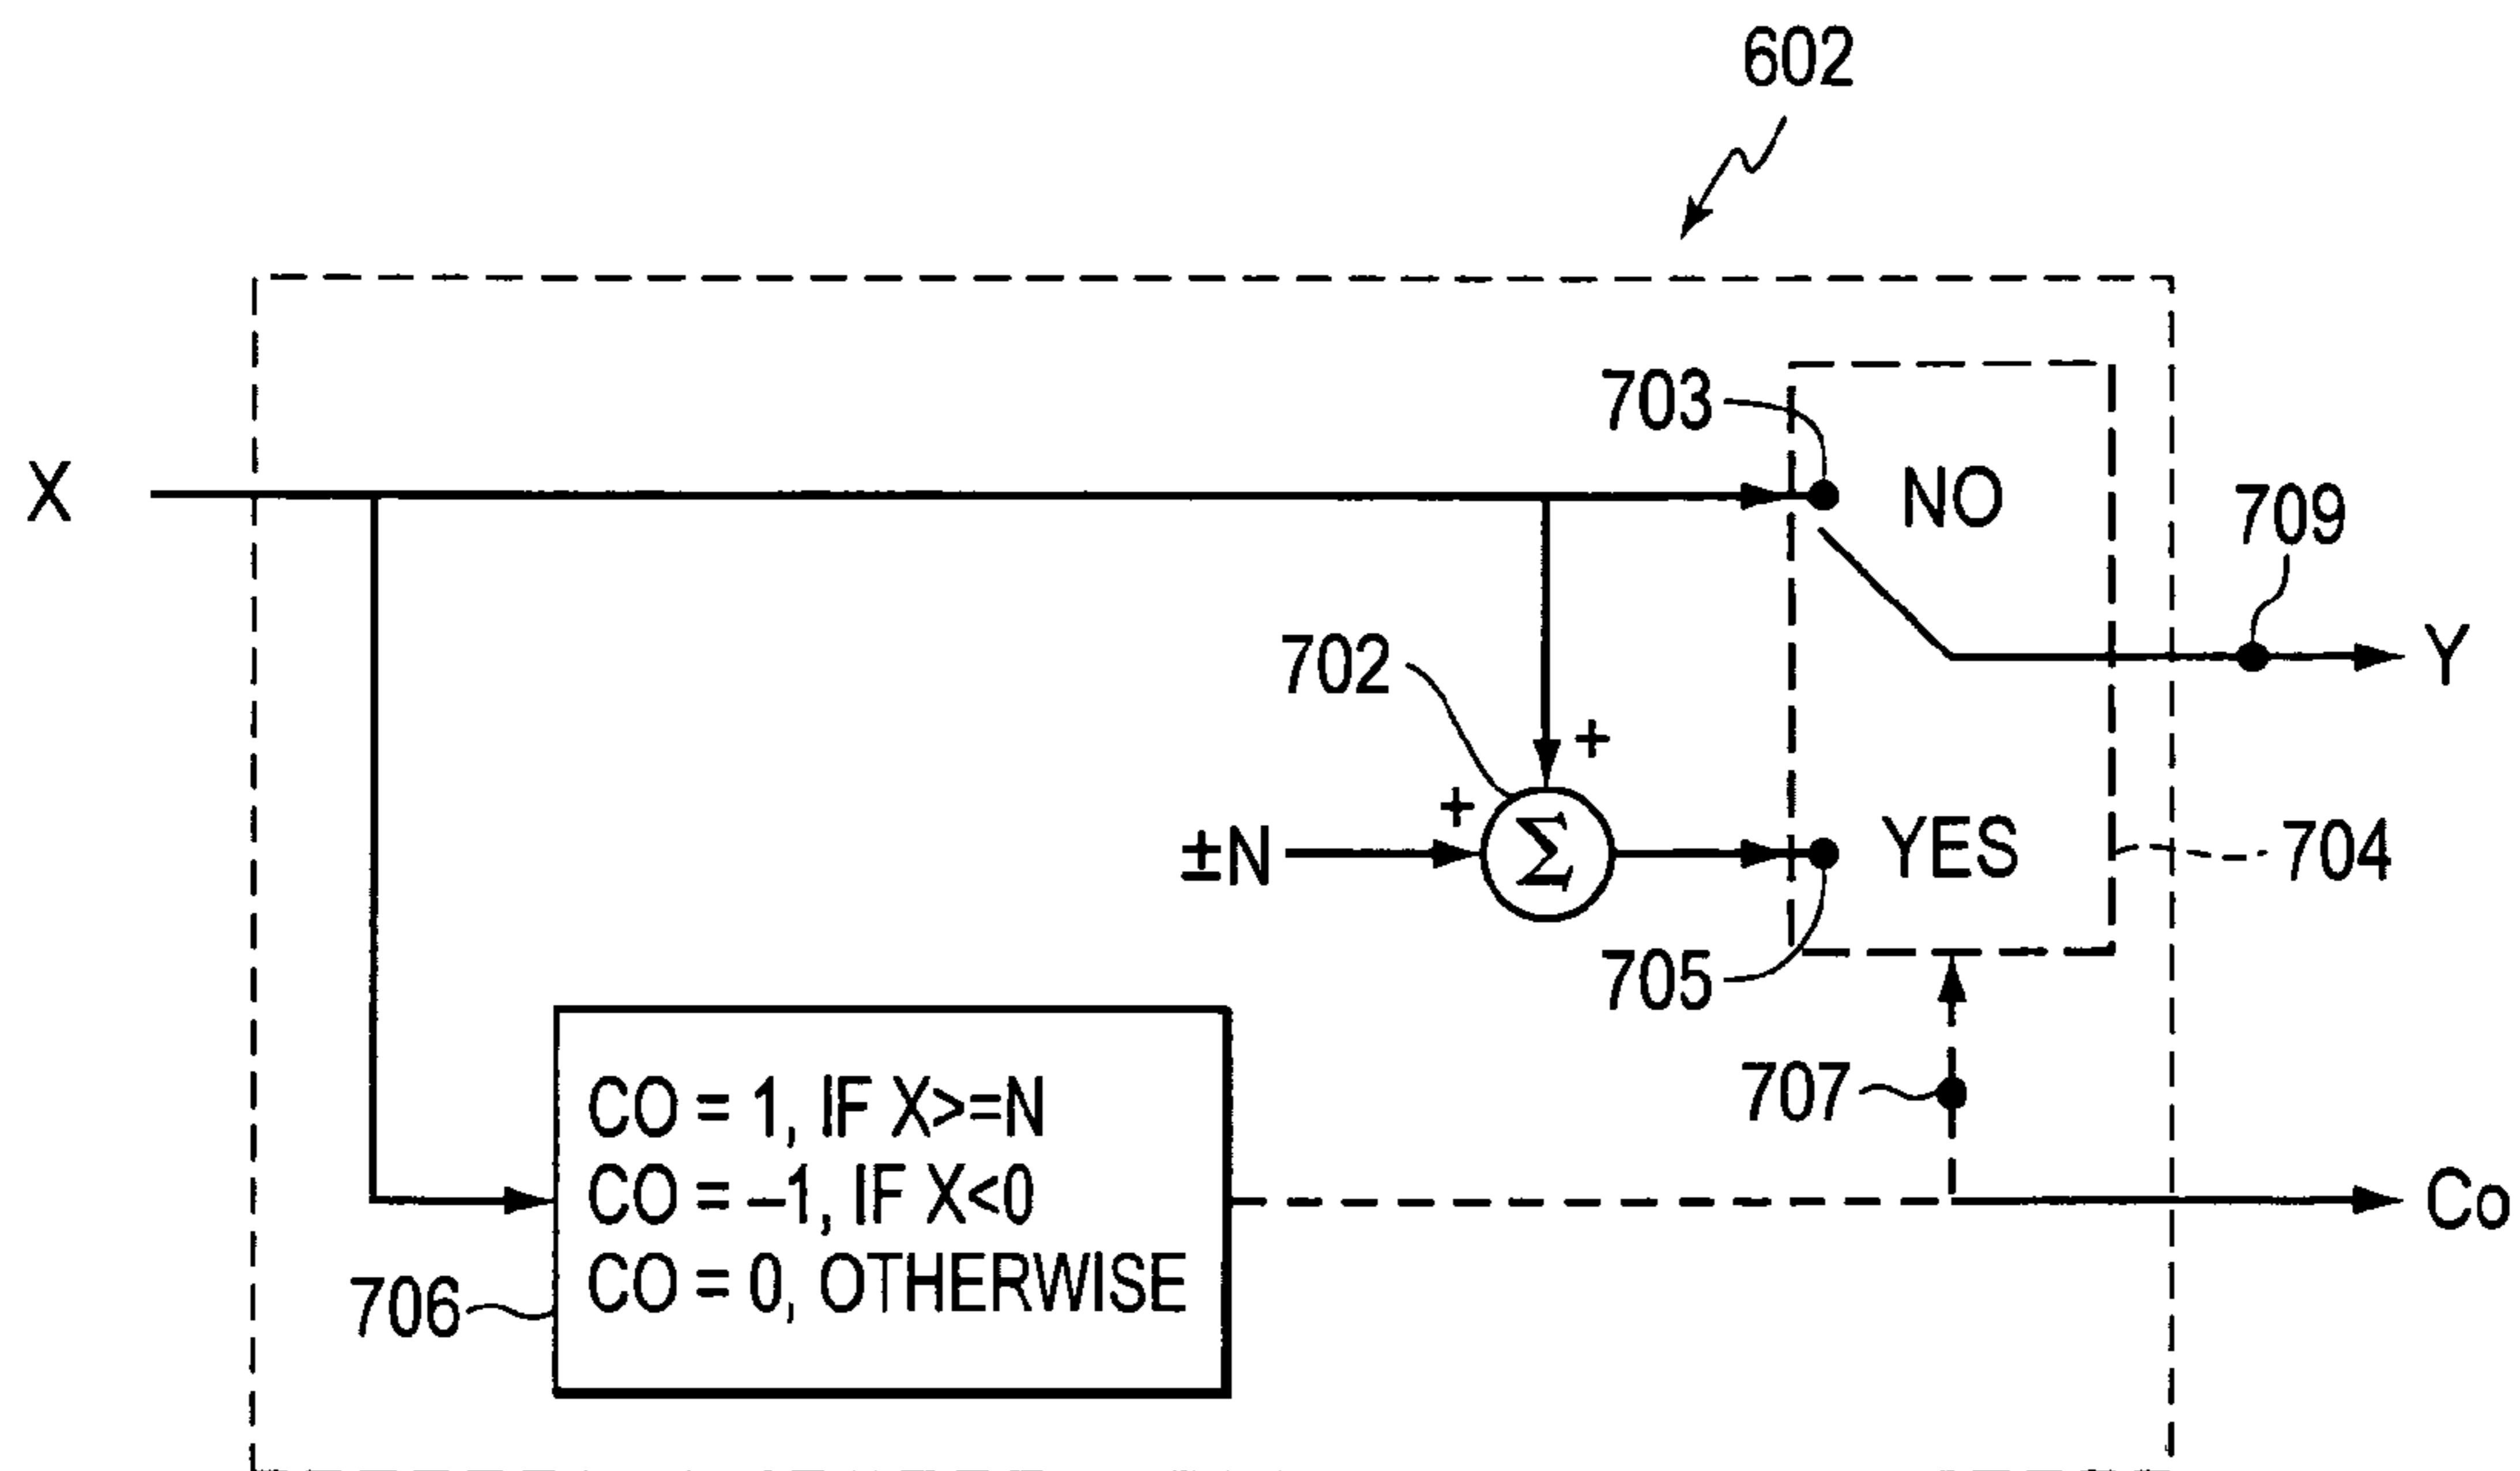 602
703
X
NO
709
702
Y
+
+
±N
Σ
YES
704
705
CO = 1, IF X>=N
CO = –1, IF X<0
CO = 0, OTHERWISE
707
Co
706